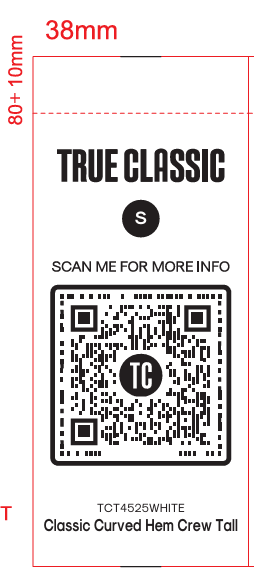 38mm
80+ 10mm
TRUE CLASSIC
S
SCAN ME FOR MORE INFO
TC
T
TCT4525WHITE
Classic Curved Hem Crew Tall